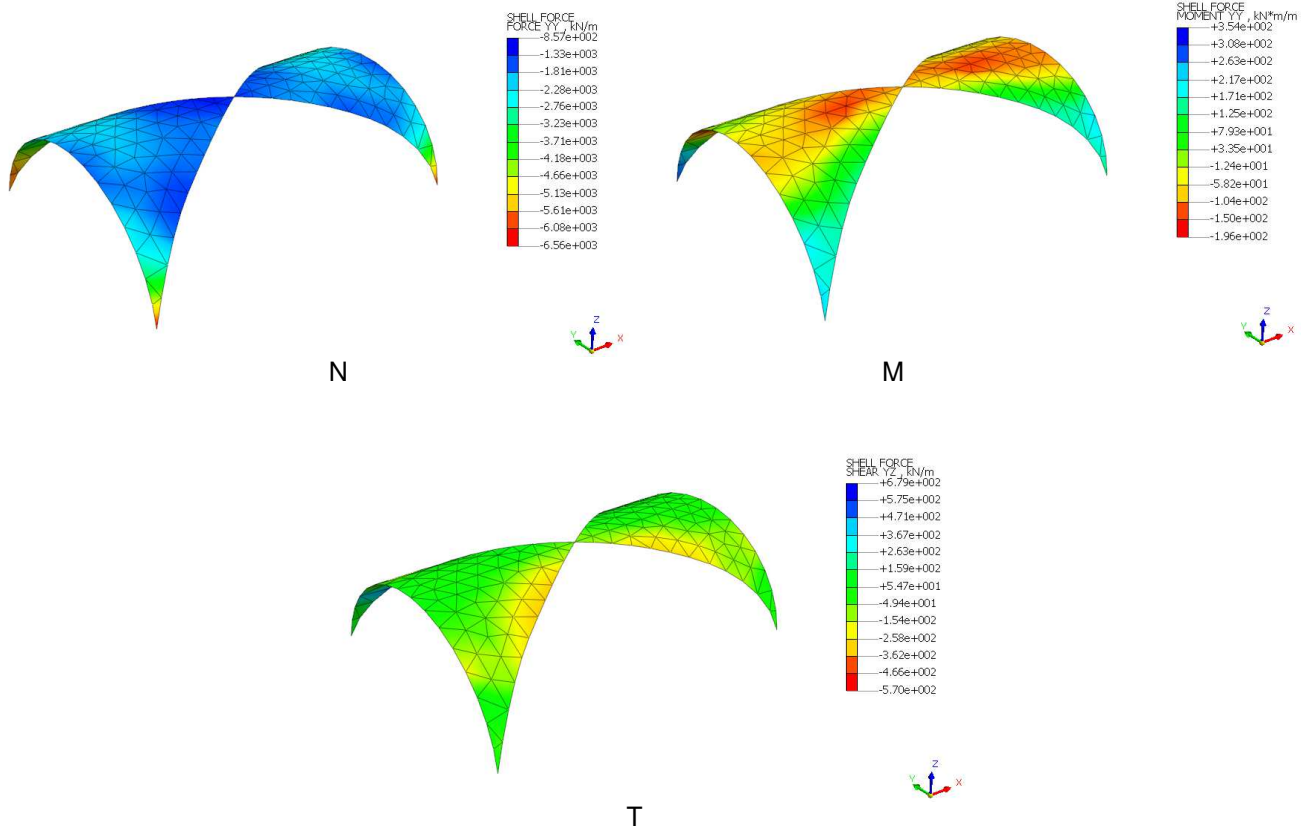 SHELL FORCE
FORCE YY , kN/m
-8.57e+002
-1.33e+003
-1.81e+003
-2.28e+003
-2.76e+003
-3.23e+003
-3.71e+003
-4.18e+003
-4.66e+003
-5.13e+003
-5.61e+003
-6.08e+003
-6.56e+003
Z
Y
X
N
SHELL FORCE
MOMENT YY , kN*m/m
+3.54e+002
+3.08e+002
+2.63e+002
+2.17e+002
+1.71e+002
+1.25e+002
+7.93e+001
+3.35e+001
-1.24e+001
-5.82e+001
-1.04e+002
-1.50e+002
-1.96e+002
Z
Y
X
M
SHELL FORCE
SHEAR YZ , kN/m
+6.79e+002
+5.75e+002
+4.71e+002
+3.67e+002
+2.63e+002
+1.59e+002
+5.47e+001
-4.94e+001
-1.54e+002
-2.58e+002
-3.62e+002
-4.66e+002
-5.70e+002
Z
Y
X
T